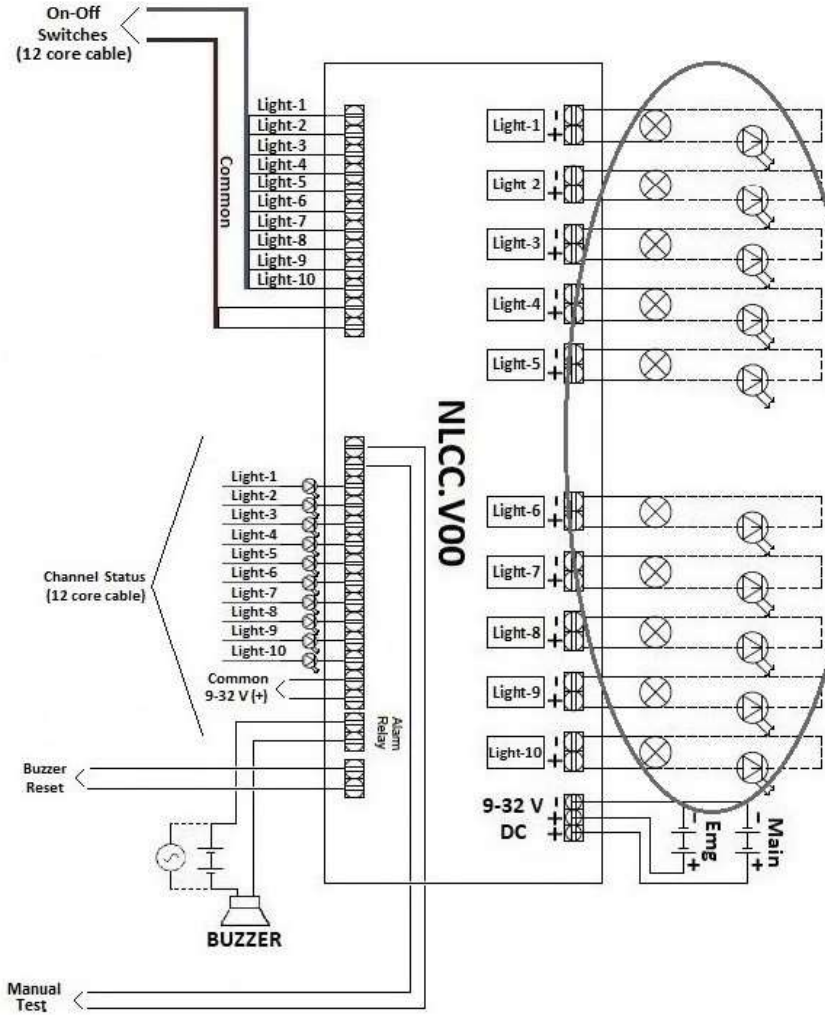 On-Off
Switches
(12 core cable)
Common
Light-1
Light-2
Light-3
Light-4
Light-5
Light-6
Light-7
Light-8
Light-9
Light-10
Light-1
- +
Light 2
- +
Light-3
- +
Light-4
- +
Light-5
- +
NLCC.V00
Channel Status
(12 core cable)
Light-1
Light-2
Light-3
Light-4
Light-5
Light-6
Light-7
Light-8
Light-9
Light-10
Common
9-32 V (+)
Alarm
Relay
Light-6
- +
Light-7
- +
Light-8
- +
Light-9
- +
Light-10
- +
9-32 V
DC
- + +
Emg
- +
Main
- +
Buzzer
Reset
BUZZER
Manual
Test